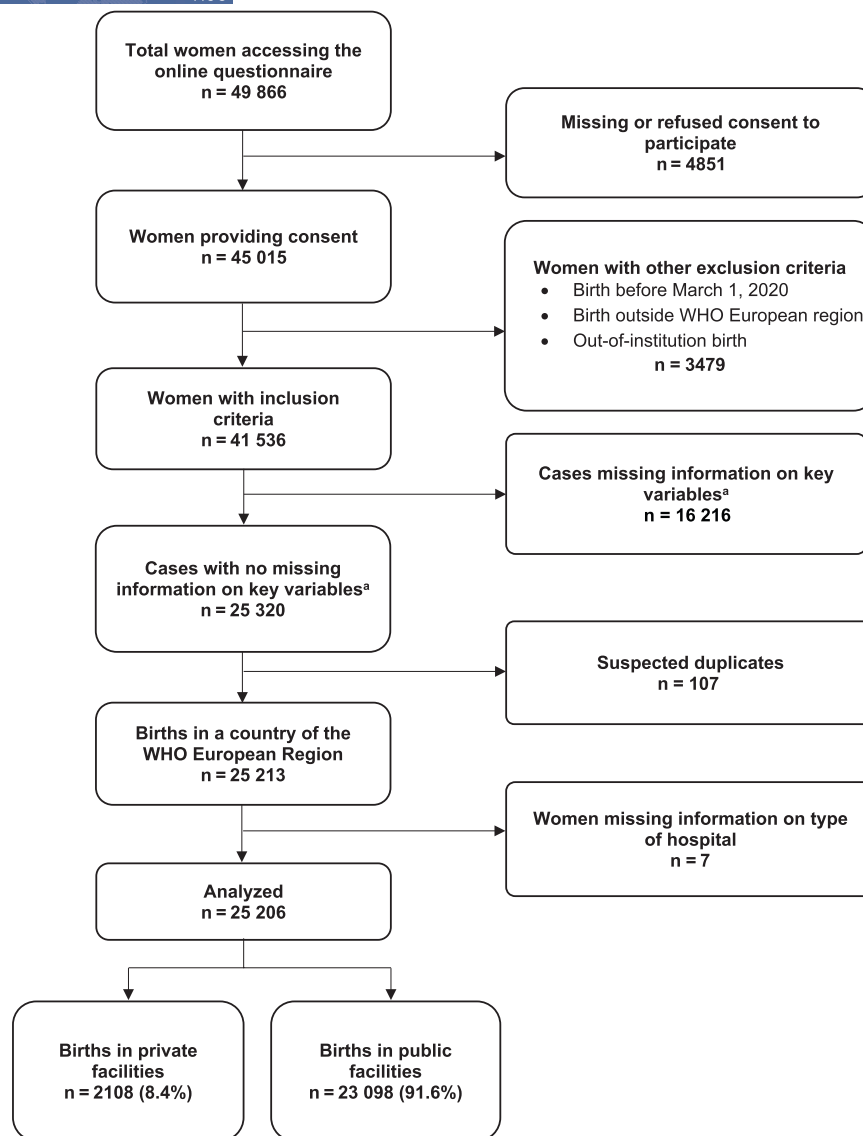 Total women accessing the
online questionnaire
n = 49 866
Missing or refused consent to
participate
n = 4851
Women providing consent
n = 45 015
Women with other exclusion criteria
• Birth before March 1, 2020
• Birth outside WHO European region
• Out-of-institution birth
n = 3479
Women with inclusion
criteria
n = 41 536
Cases missing information on key
variablesᵃ
n = 16 216
Cases with no missing
information on key variablesᵃ
n = 25 320
Suspected duplicates
n = 107
Births in a country of the
WHO European Region
n = 25 213
Women missing information on type
of hospital
n = 7
Analyzed
n = 25 206
Births in private
facilities
n = 2108 (8.4%)
Births in public
facilities
n = 23 098 (91.6%)